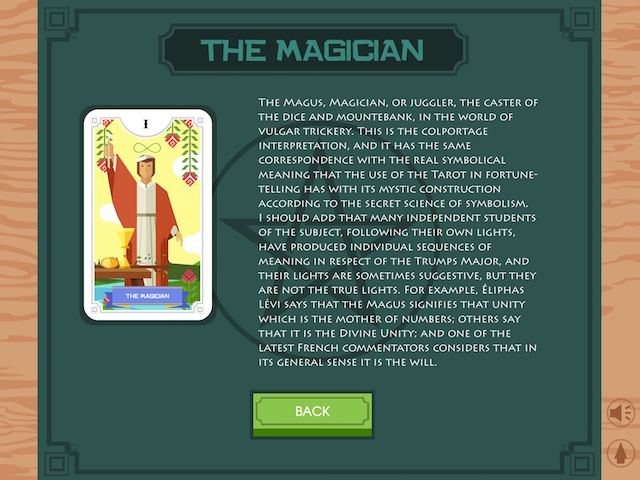 THE MAGICIAN
I
THE MAGICIAN
The Magus, Magician, or juggler, the caster of
the dice and mountebank, in the world of
vulgar trickery. This is the colportage
interpretation, and it has the same
correspondence with the real symbolical
meaning that the use of the Tarot in fortune-
telling has with its mystic construction
according to the secret science of symbolism.
I should add that many independent students
of the subject, following their own lights,
have produced individual sequences of
meaning in respect of the Trumps Major, and
their lights are sometimes suggestive, but they
are not the true lights. For example, Éliphas
Lévi says that the Magus signifies that unity
which is the mother of numbers; others say
that it is the Divine Unity; and one of the
latest French commentators considers that in
its general sense it is the will.
BACK